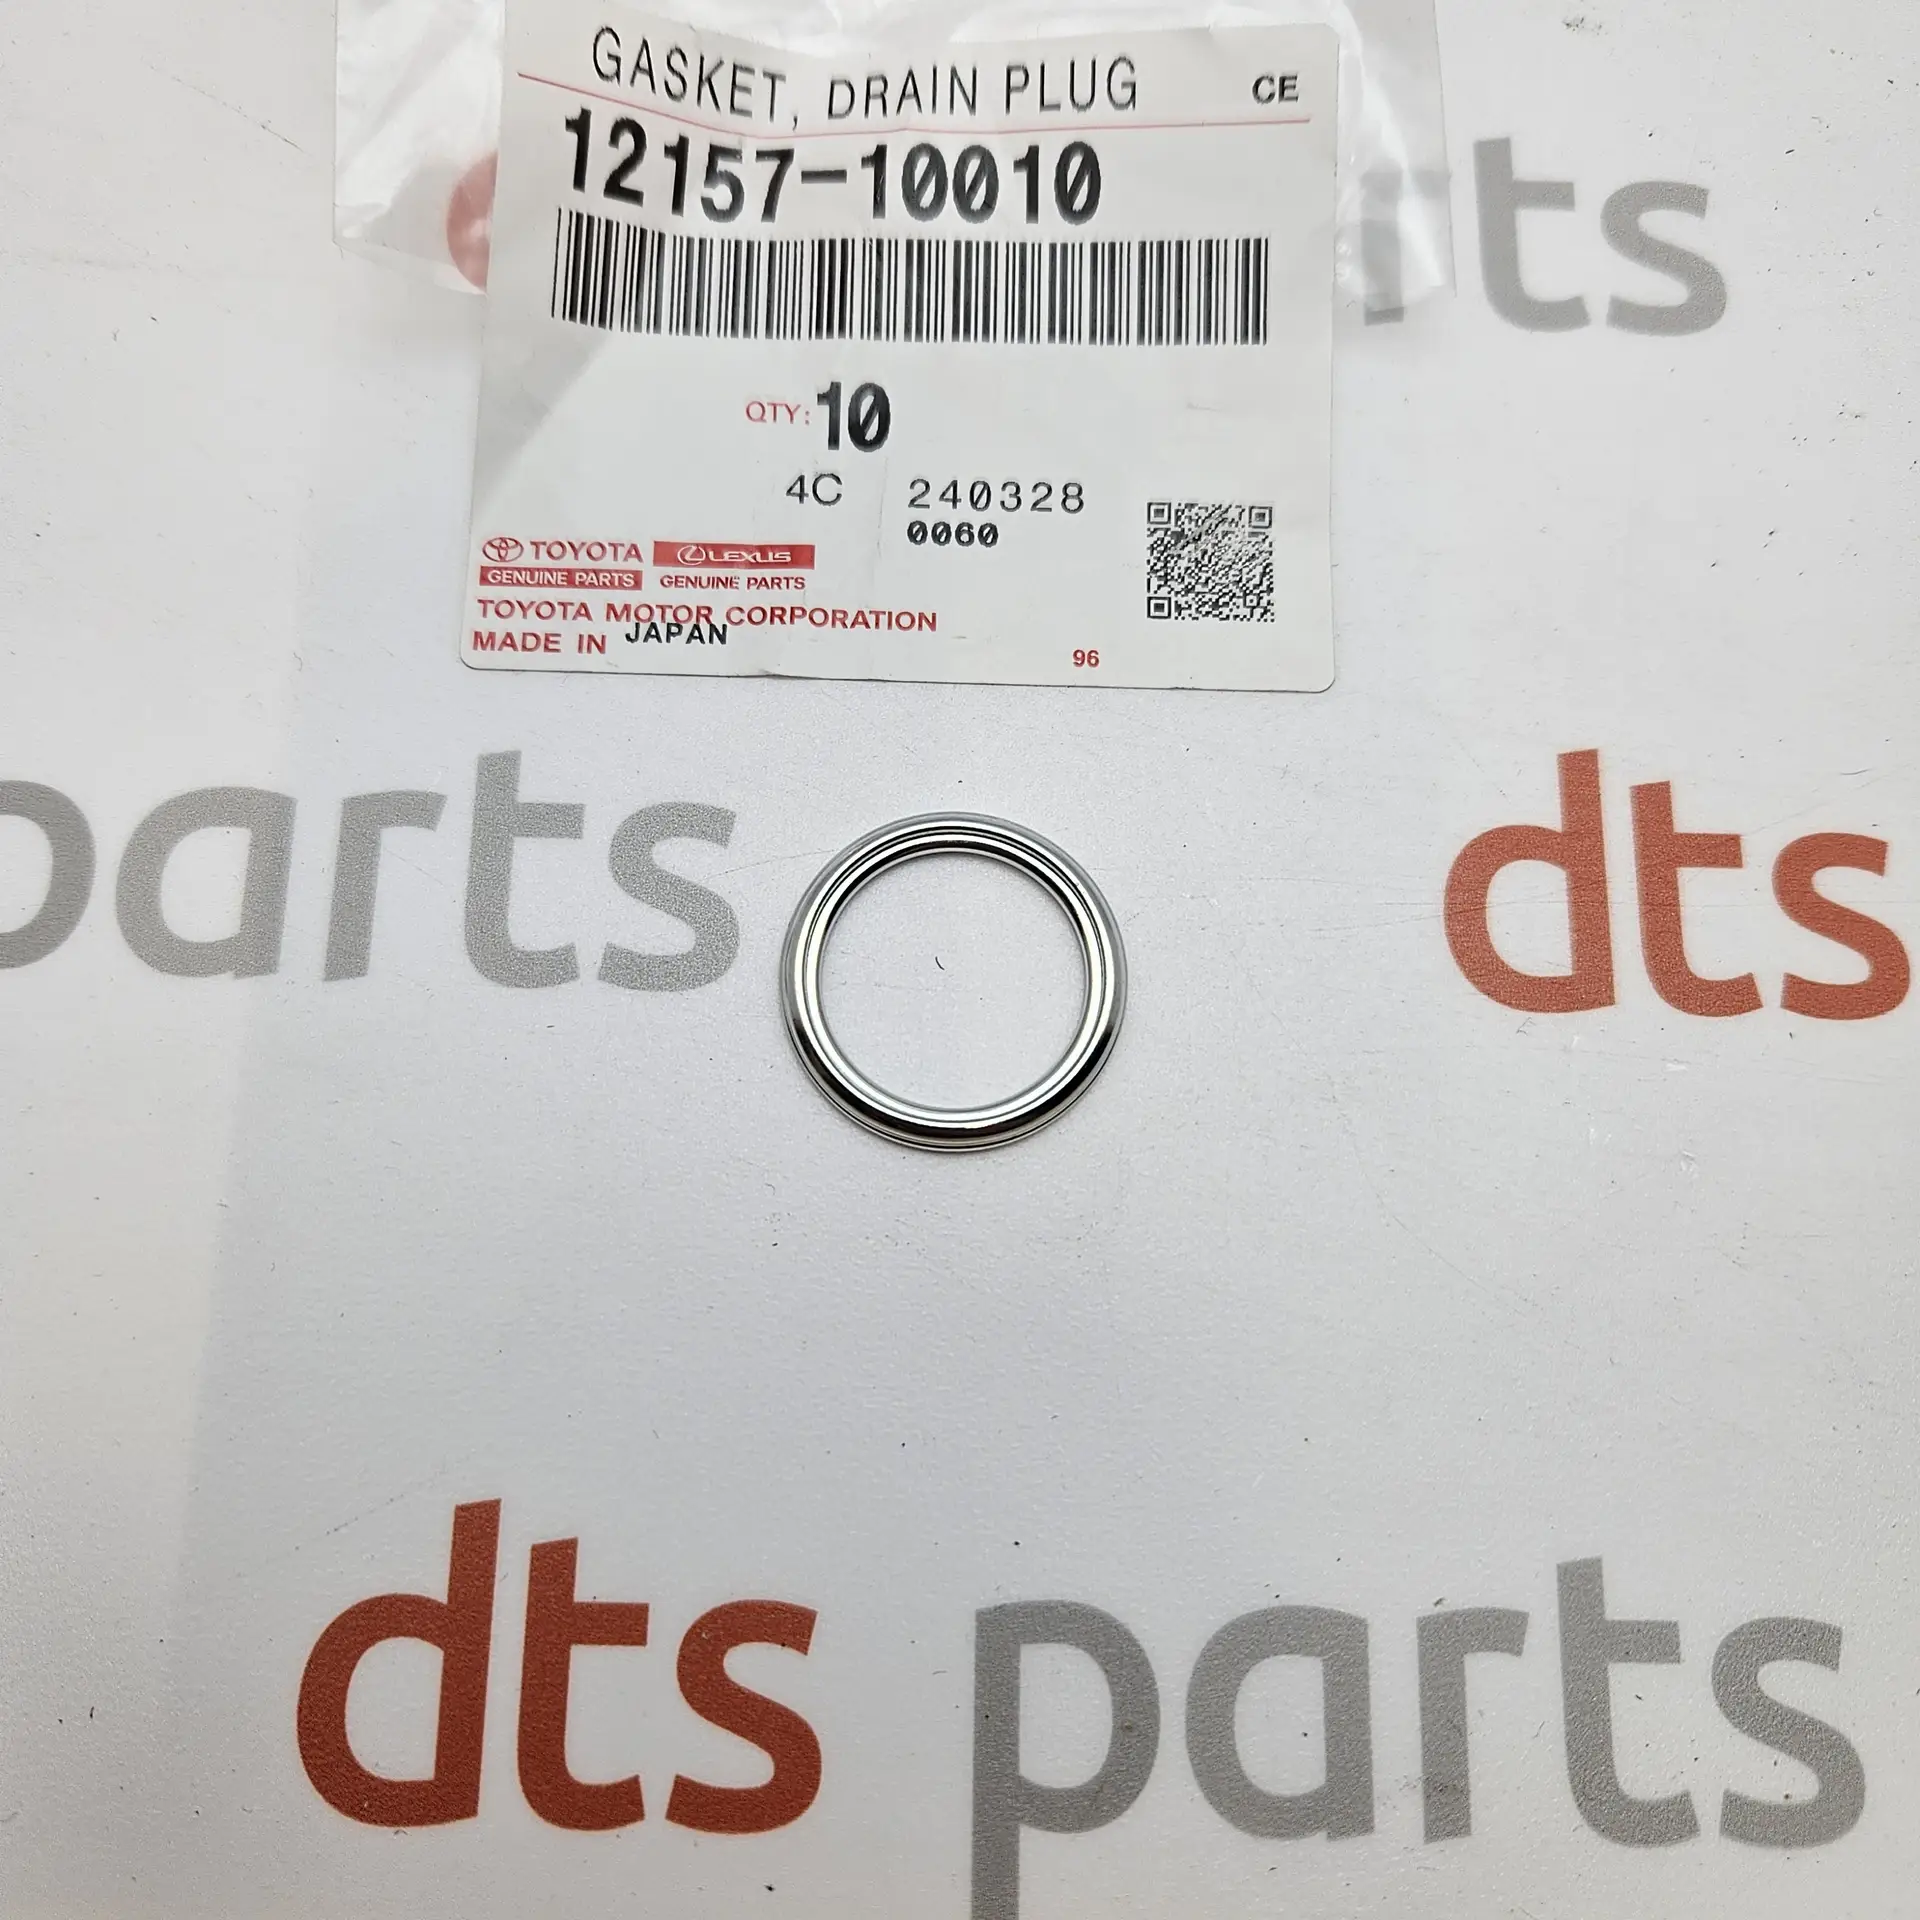 GASKET, DRAIN PLUG CE
12157-10010
QTY: 10
4C 240328
0060
TOYOTA LEXUS
GENUINE PARTS GENUINE PARTS
TOYOTA MOTOR CORPORATION
MADE IN JAPAN
96
rts
parts dts
dts parts